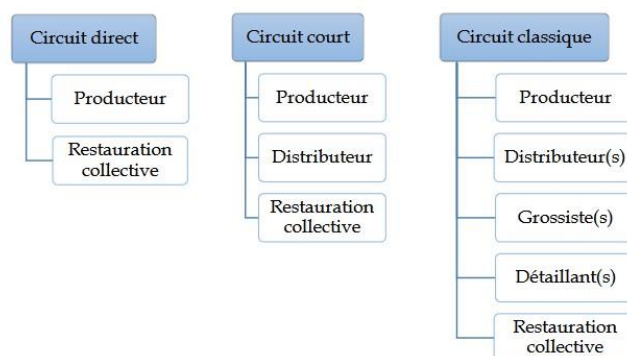 Circuit direct
Producteur
Restauration
collective
Circuit court
Producteur
Distributeur
Restauration
collective
Circuit classique
Producteur
Distributeur(s)
Grossiste(s)
Détaillant(s)
Restauration
collective